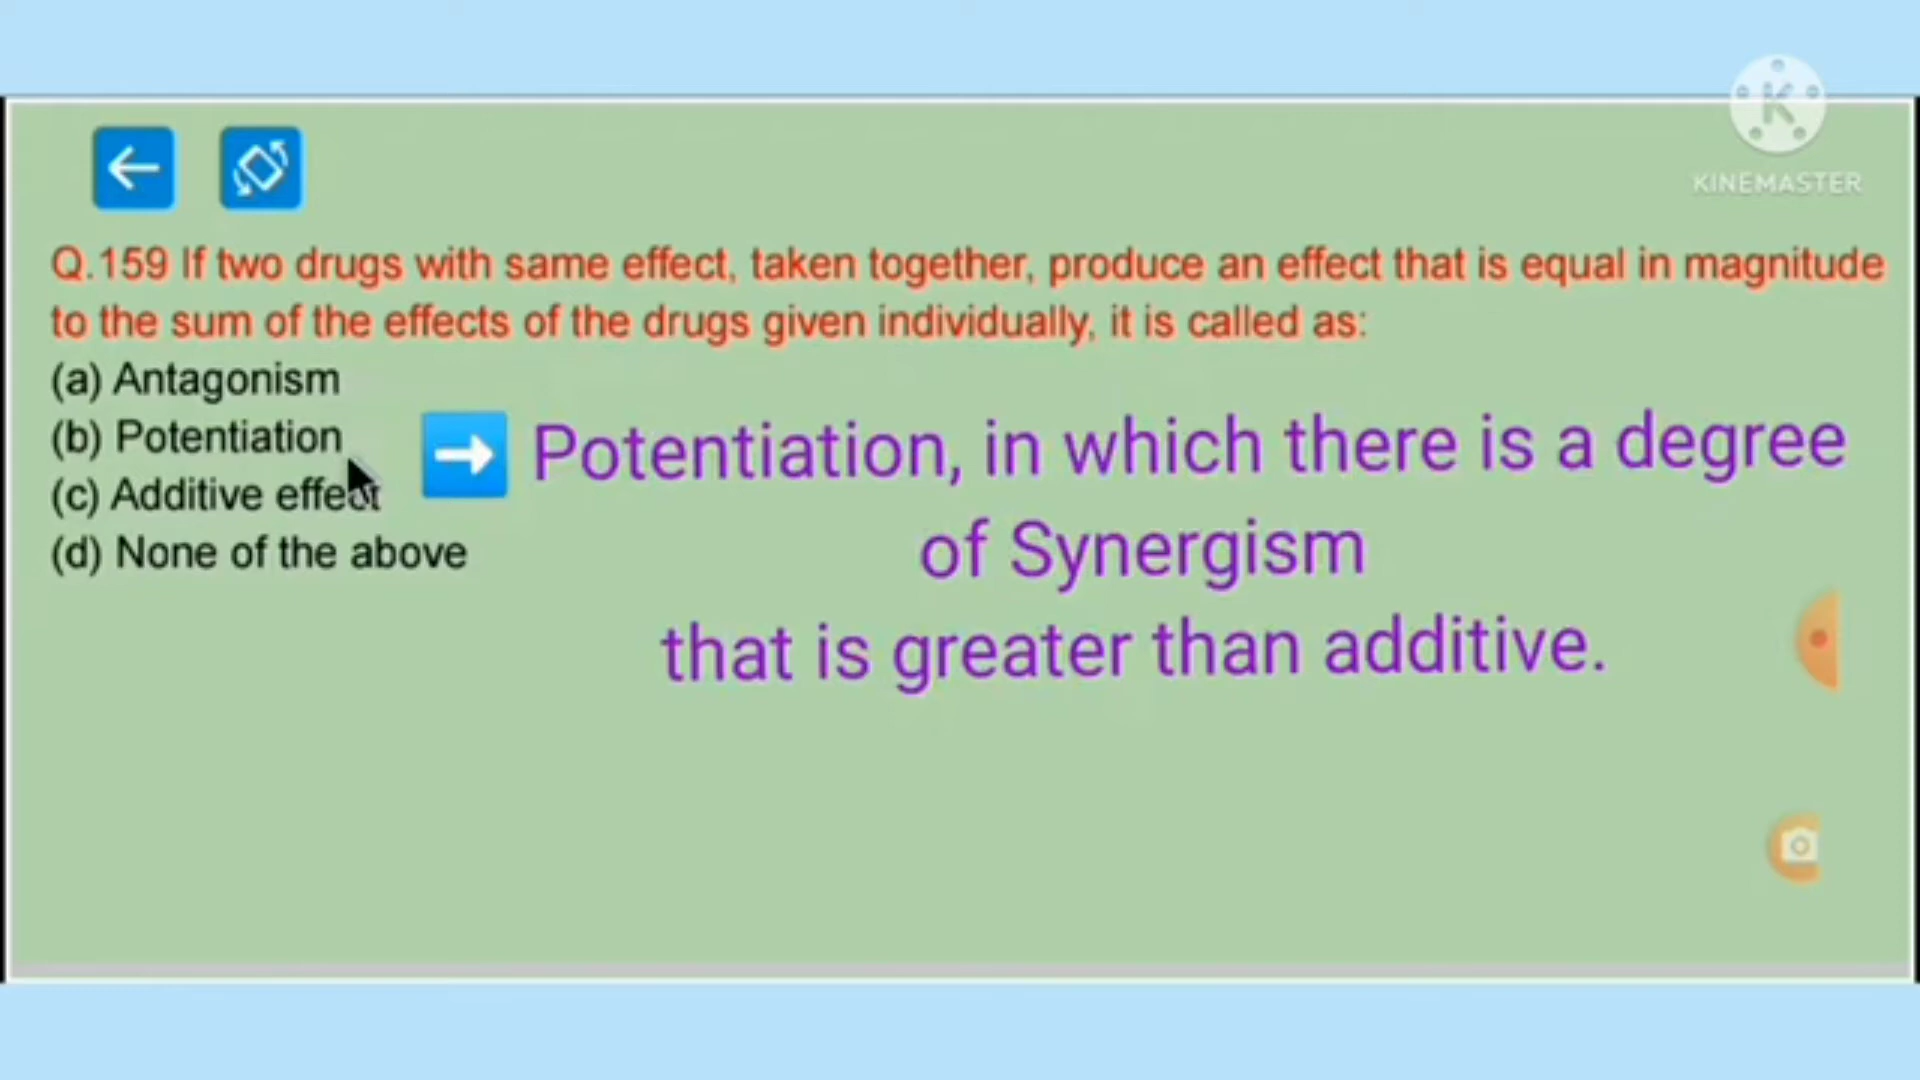 KINEMASTER
Q.159 If two drugs with same effect, taken together, produce an effect that is equal in magnitude
to the sum of the effects of the drugs given individually, it is called as:
(a) Antagonism
(b) Potentiation
(c) Additive effect
(d) None of the above
Potentiation, in which there is a degree
of Synergism
that is greater than additive.